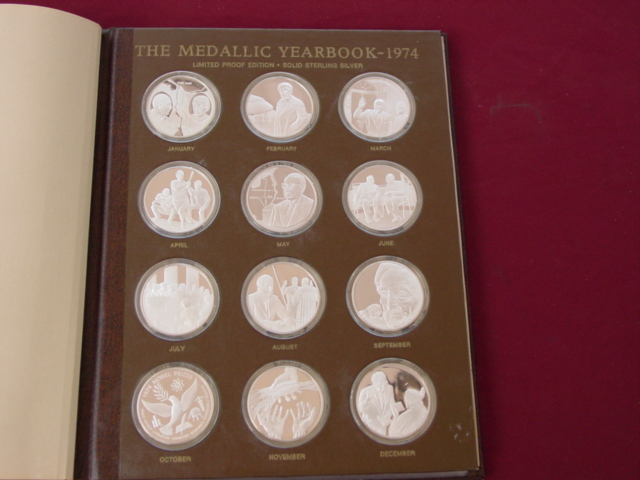 THE MEDALLIC YEARBOOK-1974
LIMITED PROOF EDITION • SOLID STERLING SILVER
JANUARY FEBRUARY MARCH
APRIL MAY JUNE
JULY AUGUST SEPTEMBER
OCTOBER NOVEMBER DECEMBER